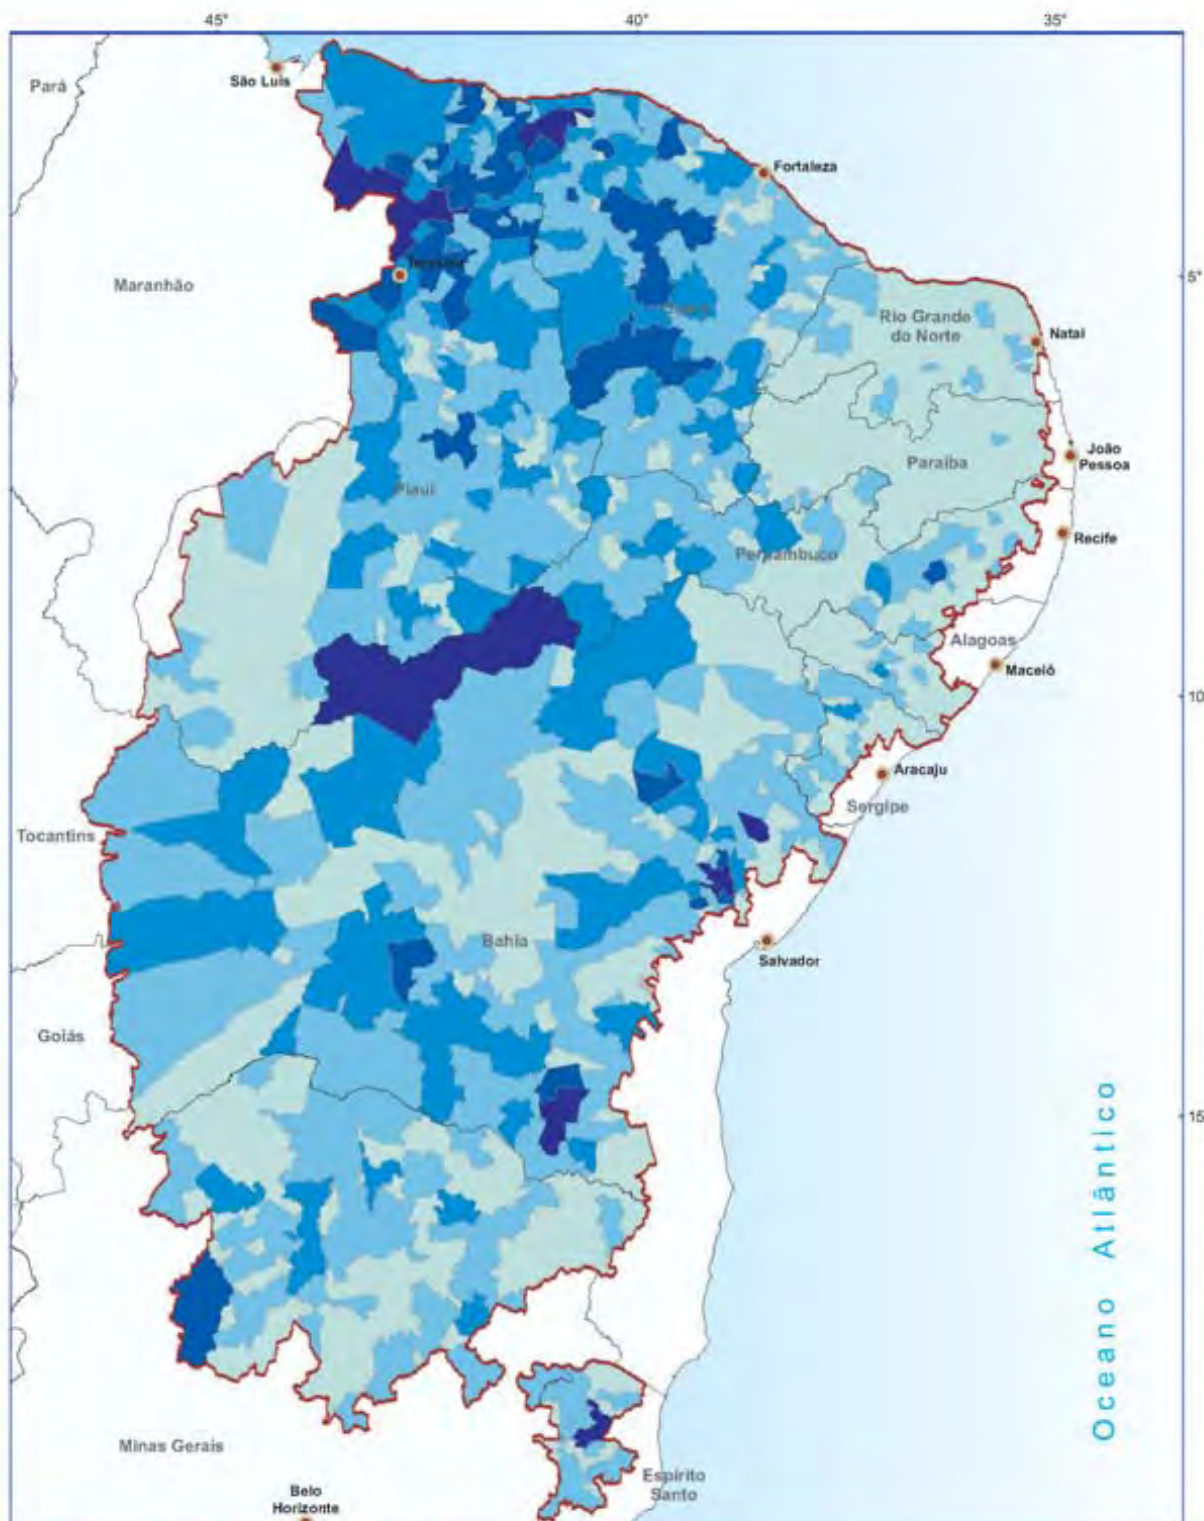 45°
40°
35°
Pará
São Luís
Fortaleza
Maranhão
Teresina
5°
Ceará
Rio Grande
do Norte
Natal
João
Pessoa
Paraíba
Piauí
Recife
Pernambuco
Alagoas
Maceió
10
Aracaju
Sergipe
Tocantins
Bahia
Salvador
Goiás
15
Oceano Atlântico
Minas Gerais
Espírito
Santo
Belo
Horizonte